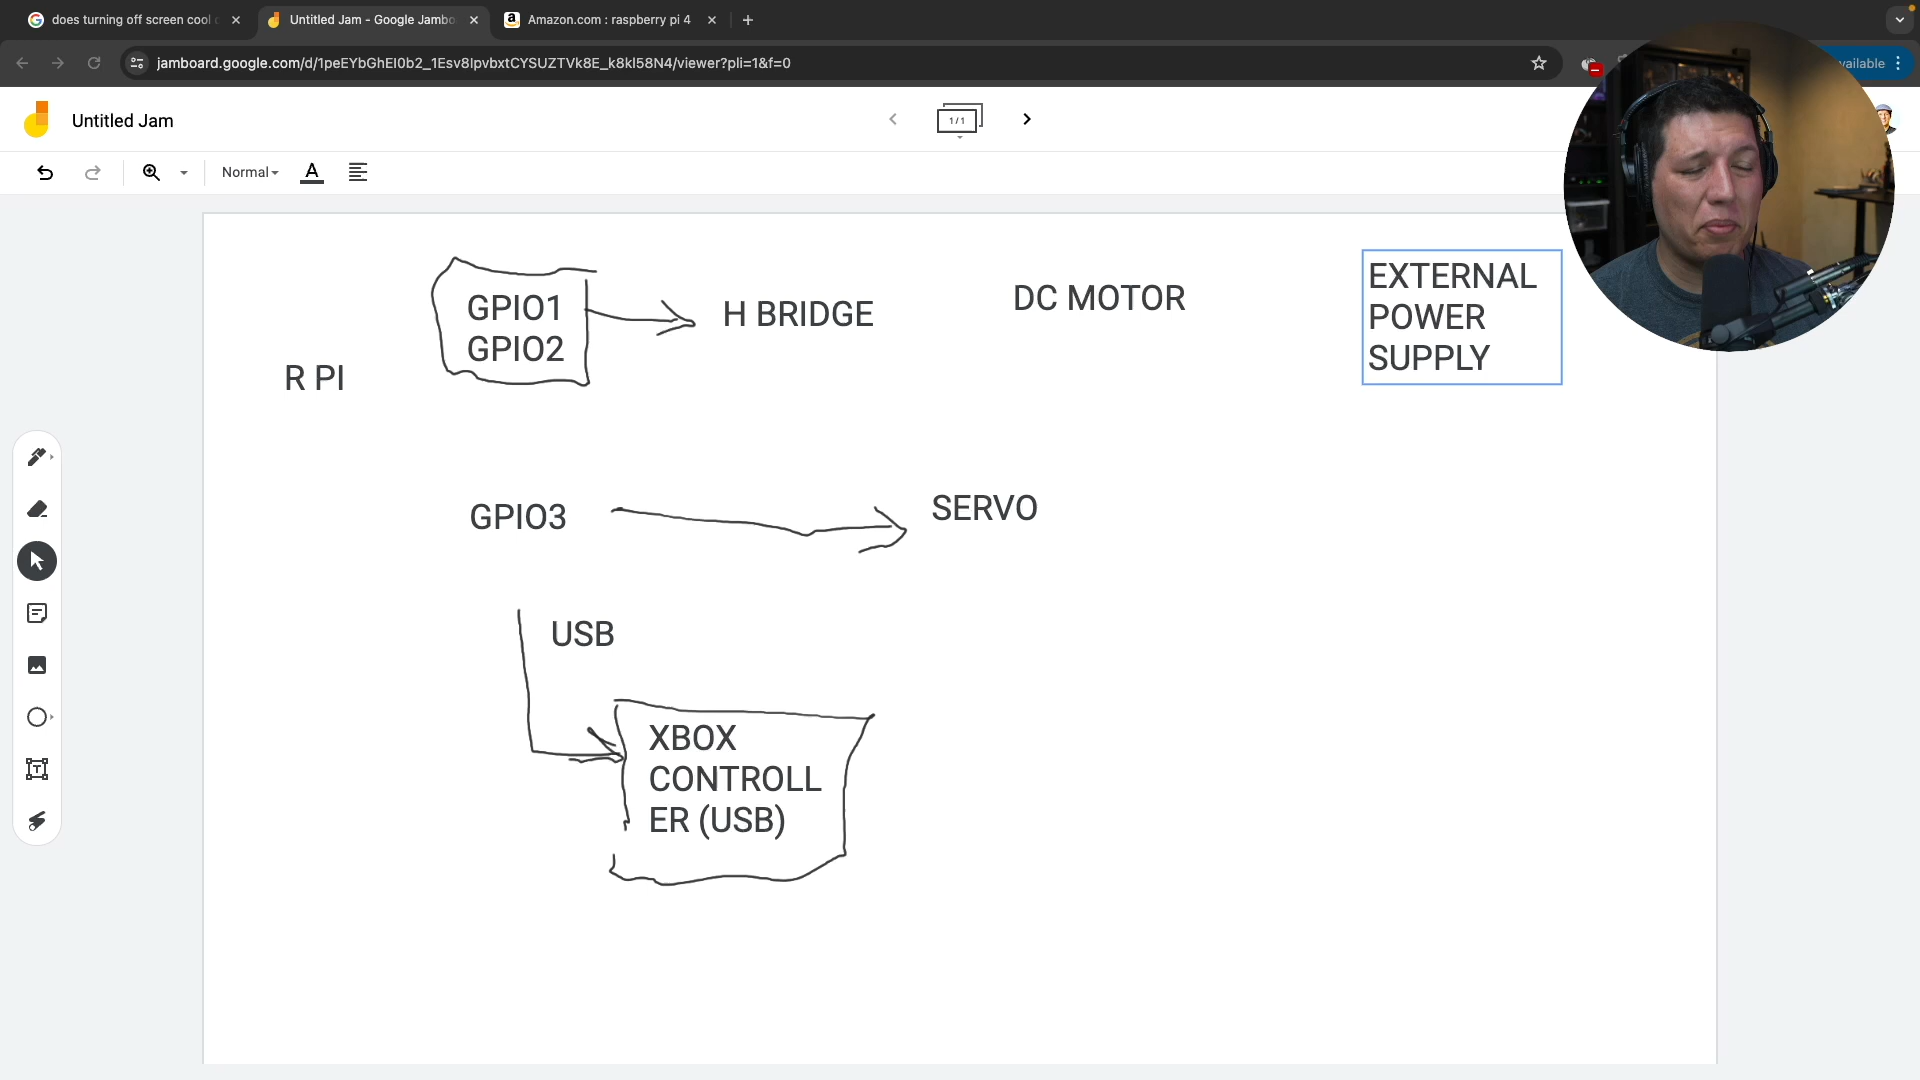 does turning off screen cool d
Untitled Jam - Google Jambo
Amazon.com : raspberry pi 4
jamboard.google.com/d/1peEYbGhEI0b2_1Esv8IpvbxtCYSUZTVk8E_k8kl58N4/viewer?pli=1&f=0
vailable
Untitled Jam
1 / 1
Normal
GPIO1
GPIO2
H BRIDGE
DC MOTOR
EXTERNAL
POWER
SUPPLY
R PI
GPIO3
SERVO
USB
XBOX
CONTROLL
ER (USB)